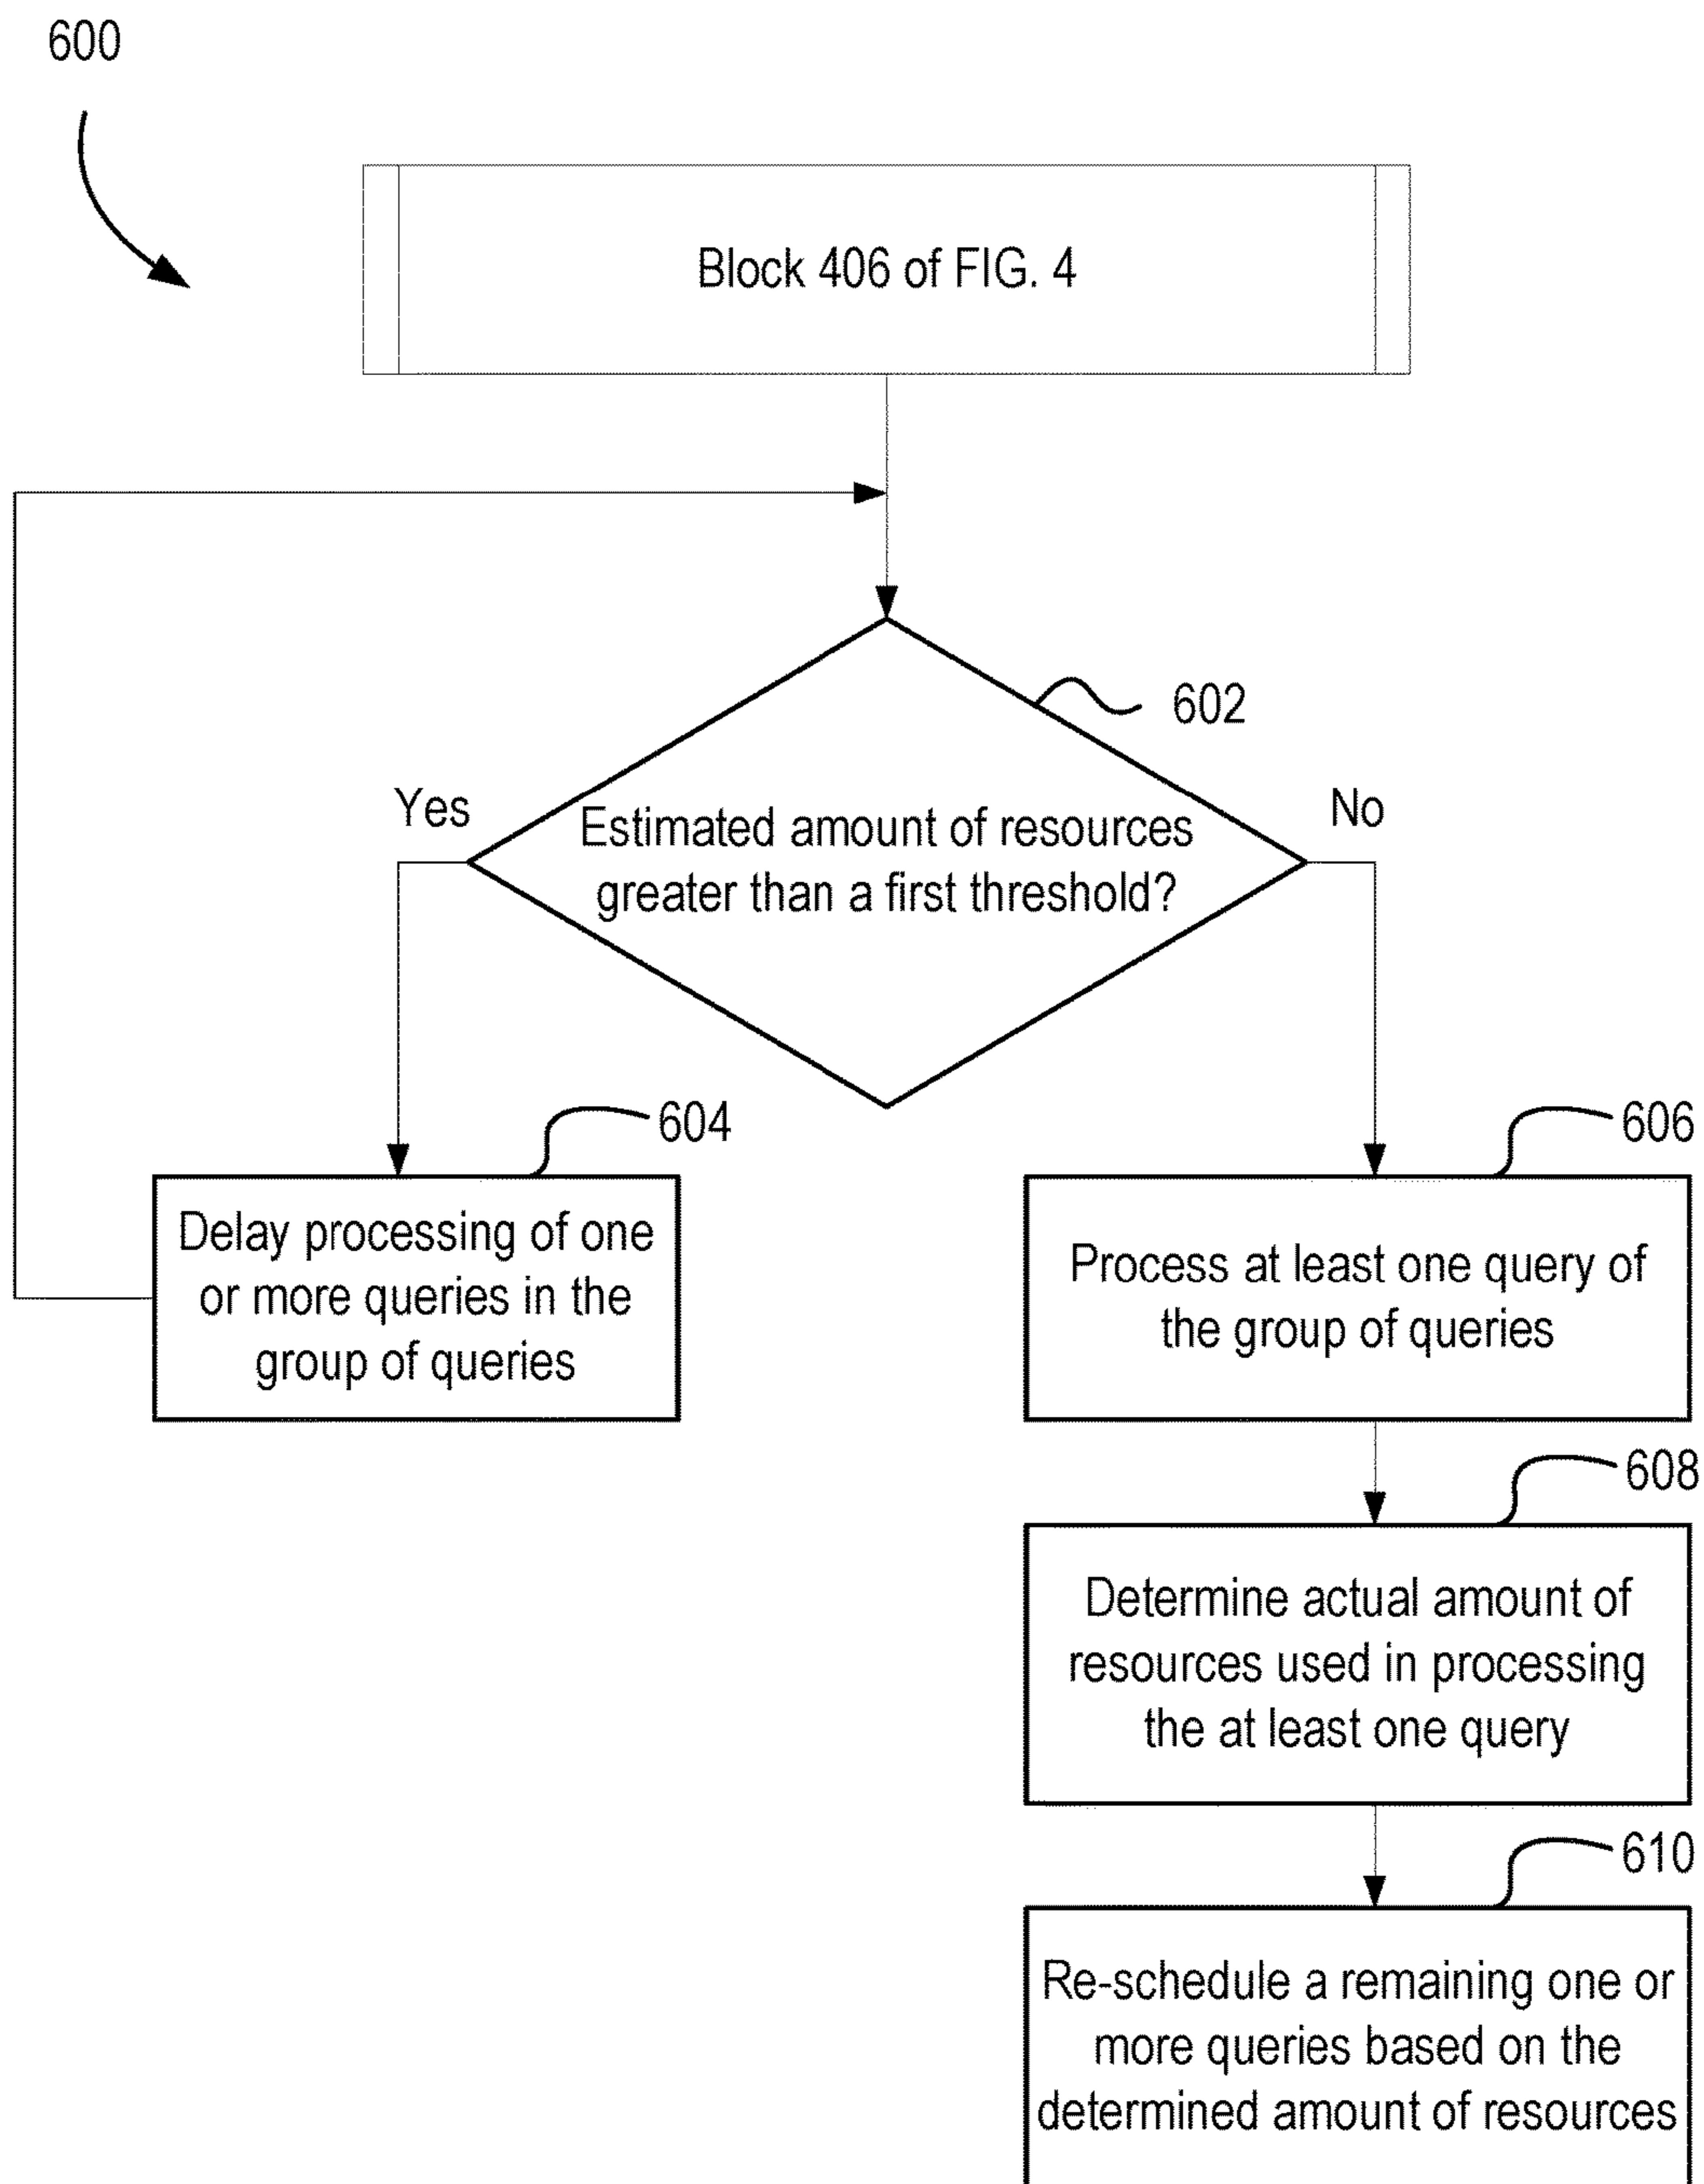 600
Block 406 of FIG. 4
602
Yes
No
Estimated amount of resources
greater than a first threshold?
604
606
Delay processing of one
or more queries in the
group of queries
Process at least one query of
the group of queries
608
Determine actual amount of
resources used in processing
the at least one query
610
Re-schedule a remaining one or
more queries based on the
determined amount of resources